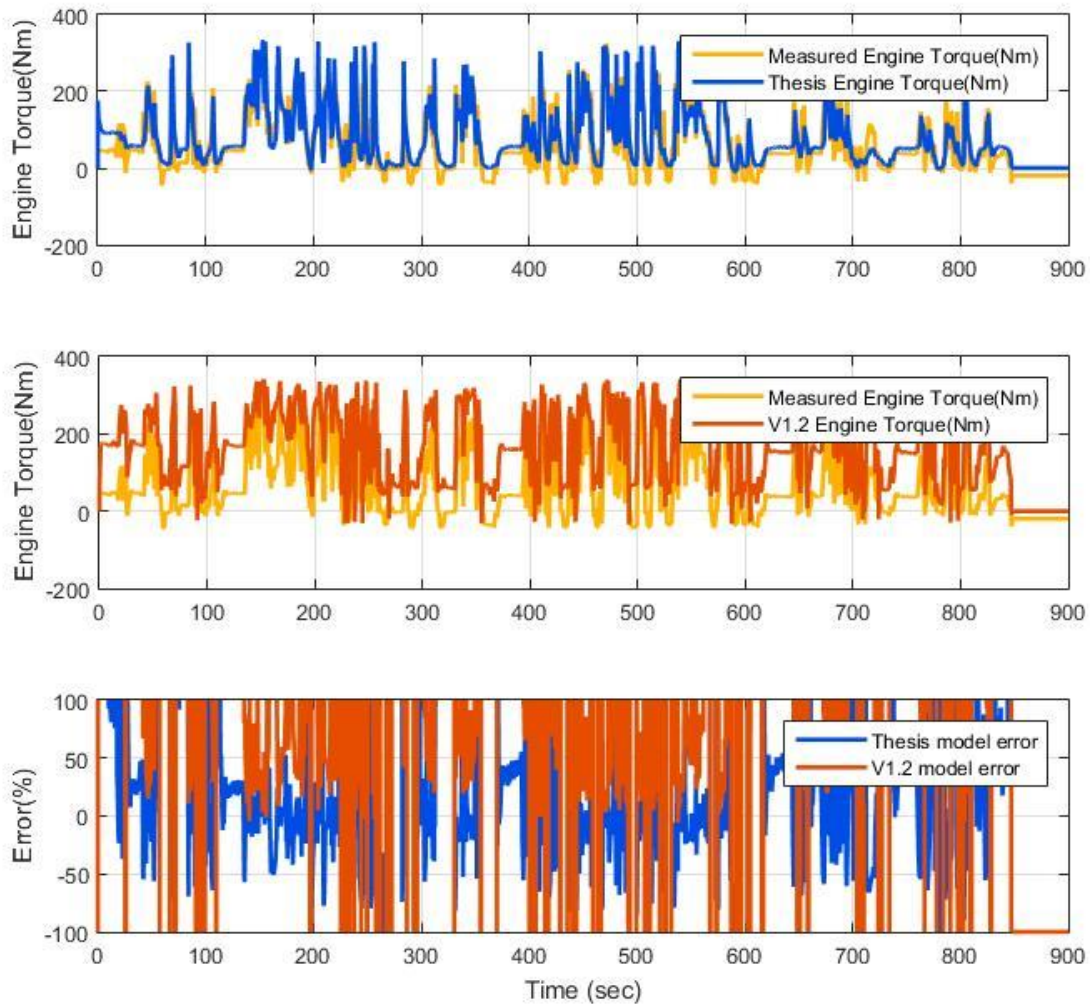 Engine Torque(Nm)
400
200
0
-200
Measured Engine Torque(Nm)
Thesis Engine Torque(Nm)
0 100 200 300 400 500 600 700 800 900
Engine Torque(Nm)
400
200
0
-200
Measured Engine Torque(Nm)
V1.2 Engine Torque(Nm)
0 100 200 300 400 500 600 700 800 900
Error(%)
100
50
0
-50
-100
Thesis model error
V1.2 model error
0 100 200 300 400 500 600 700 800 900
Time (sec)